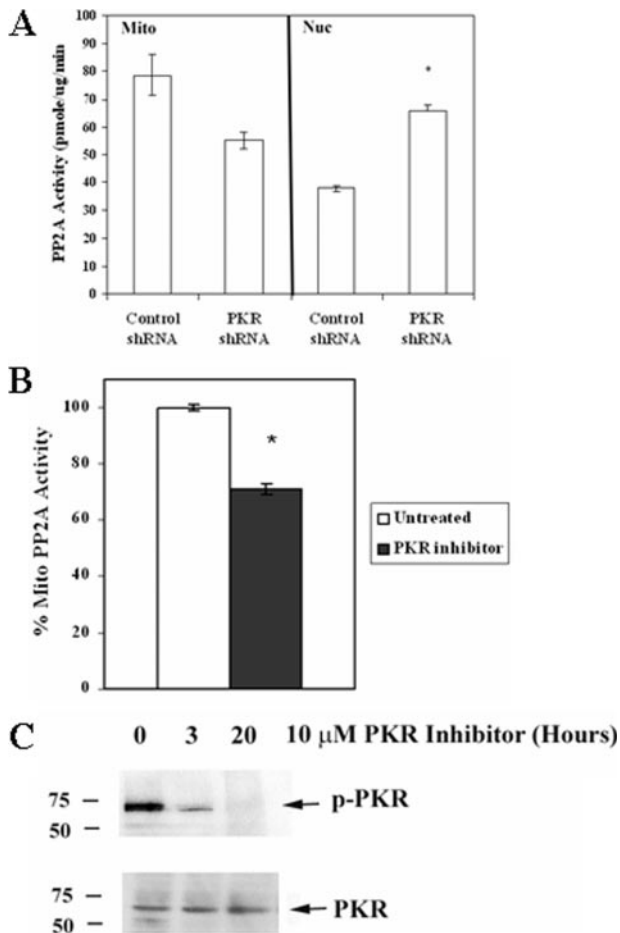 A
PP2A Activity (pmole/ug/min
100
90
80
70
60
50
40
30
20
10
0
Mito
Nuc
*
Control shRNA
PKR shRNA
Control shRNA
PKR shRNA
B
% Mito PP2A Activity
100
80
60
40
20
0
*
Untreated
PKR inhibitor
C
0 3 20 10 μM PKR Inhibitor (Hours)
75
50
p-PKR
75
50
PKR